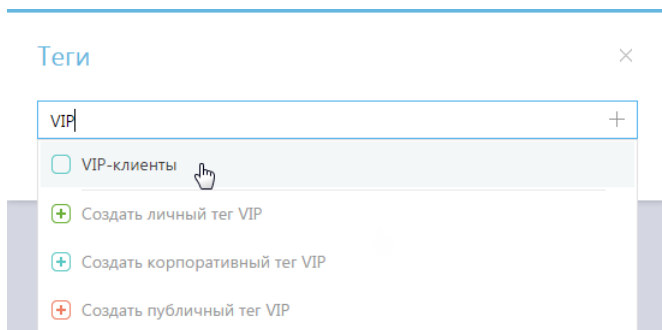 Теги
VIP
VIP-клиенты
Создать личный тег VIP
Создать корпоративный тег VIP
Создать публичный тег VIP